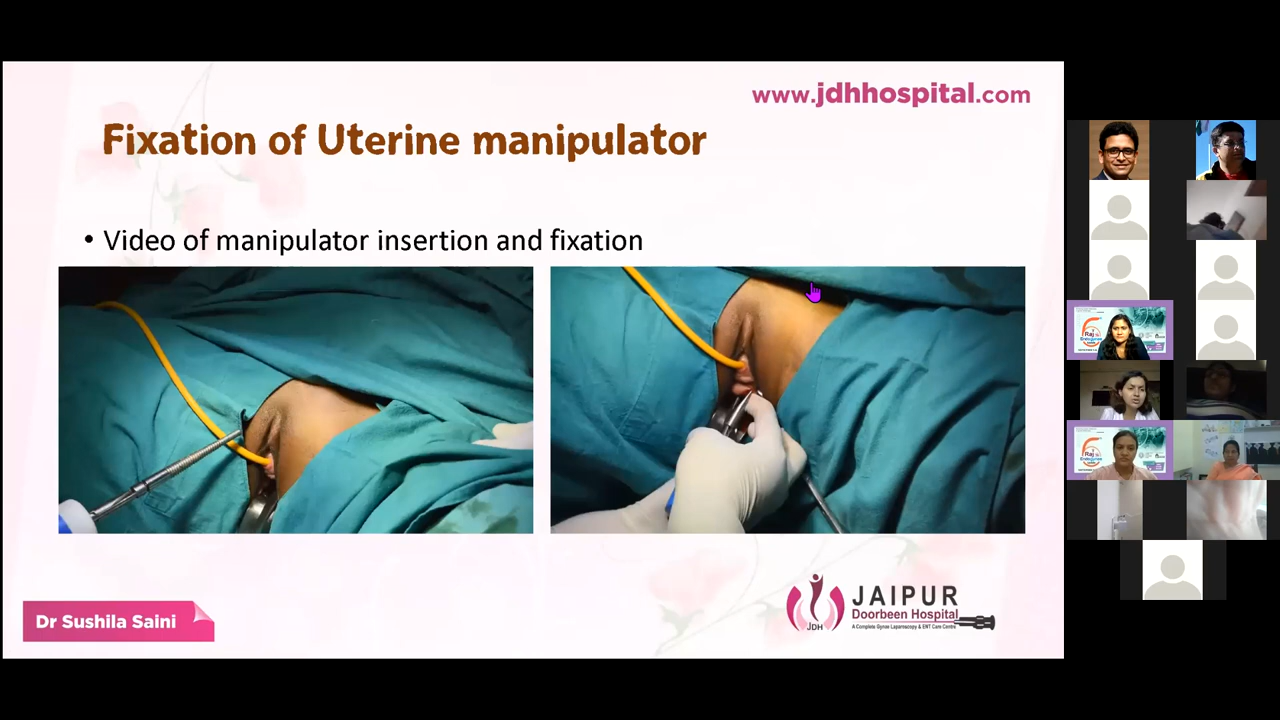 www.jdhhospital.com
Fixation of Uterine manipulator
• Video of manipulator insertion and fixation
Dr Sushila Saini
JDH
JAIPUR
Doorbeen Hospital
A Complete Gynae Laparoscopy & ENT Care Centre